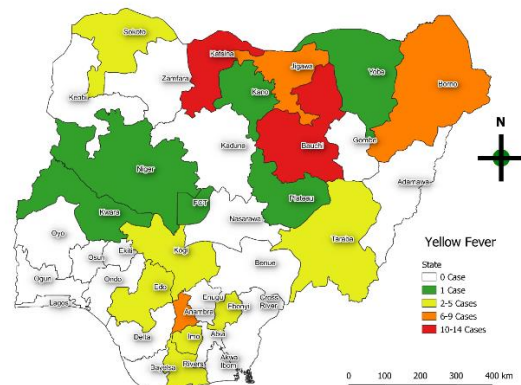 Sokoto
Katsina
Jigawa
Yobe
Borno
Zamfara
Kano
Kebbi
Bauchi
Gombe
Kaduna
Adamawa
Niger
FCT
Plateau
Nasarawa
Kwara
Taraba
Oyo
Kogi
Benue
Ekiti
Osun
Ondo
Edo
Ogun
Lagos
Enugu
Anambra
Ebonyi
Cross
River
Delta
Imo
Abia
Akwa
Ibom
Rivers
Bayelsa
N
Yellow Fever
State
0 Case
1 Case
2-5 Cases
6-9 Cases
10-14 Cases
0 100 200 300 400 km